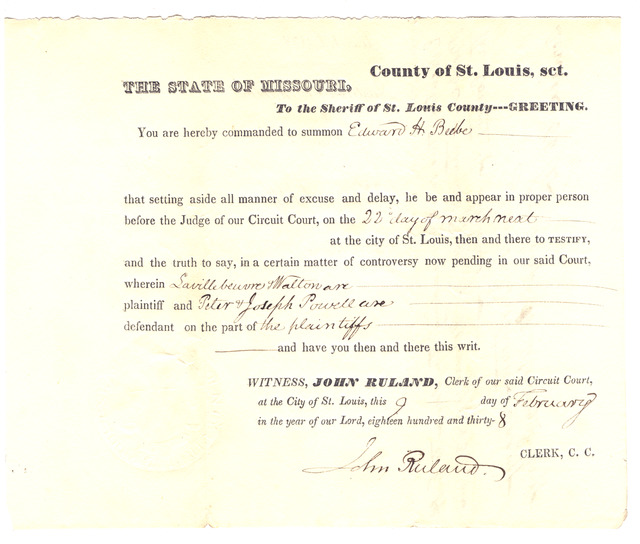 County of St. Louis, sct.
THE STATE OF MISSOURI,
To the Sheriff of St. Louis County---GREETING.
You are hereby commanded to summon Edward H Beebe
that setting aside all manner of excuse and delay, he be and appear in proper person
before the Judge of our Circuit Court, on the 22 day of march next
at the city of St. Louis, then and there to TESTIFY,
and the truth to say, in a certain matter of controversy now pending in our said Court,
wherein Savillebeuvre & Walton are
plaintiff and Peter & Joseph Powell are
defendant on the part of the plaintiffs
and have you then and there this writ.
WITNESS, JOHN RULAND, Clerk of our said Circuit Court,
at the City of St. Louis, this 9 day of February
in the year of our Lord, eighteen hundred and thirty-8
John Ruland.
CLERK, C. C.